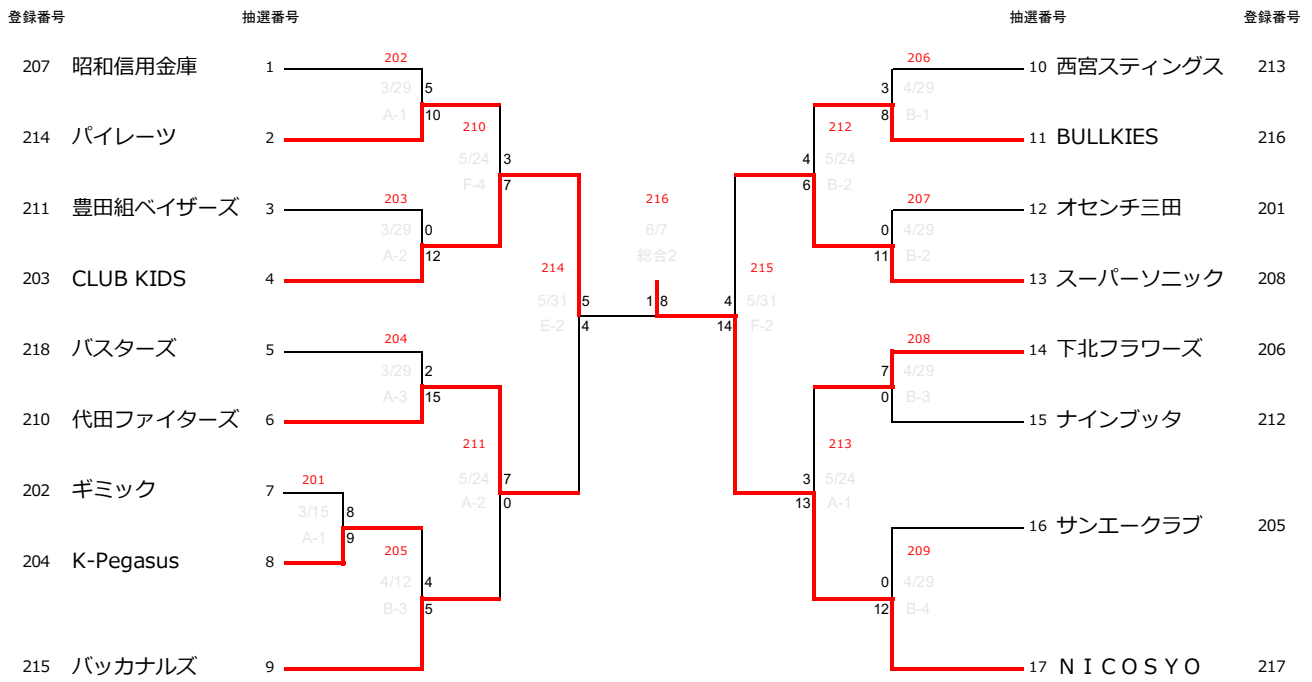 登録番号 抽選番号 抽選番号 登録番号
207 昭和信用金庫 1 202 206 10 西宮スティングス 213
3/29 5 3 4/29
A-1 10 8 B-1
214 パイレーツ 2 210 212 11 BULLKIES 216
5/24 3 4 5/24
F-4 7 6 B-2
211 豊田組ベイザーズ 3 203 216 207 12 オセンチ三田 201
3/29 0 6/7 0 4/29
A-2 12 総合2 11 B-2
203 CLUB KIDS 4 214 215 13 スーパーソニック 208
5/31 5 1 8 4 5/31
E-2 4 14 F-2
218 バスターズ 5 204 208 14 下北フラワーズ 206
3/29 2 7 4/29
A-3 15 0 B-3
210 代田ファイターズ 6 15 ナインブッタ 212
211 213
5/24 7 3 5/24
A-2 0 13 A-1
202 ギミック 7 201
3/15 8
A-1 9
16 サンエークラブ 205
204 K-Pegasus 8 205 209
4/12 4 0 4/29
B-3 5 12 B-4
215 バッカナルズ 9 17 ＮＩＣＯＳＹＯ 217